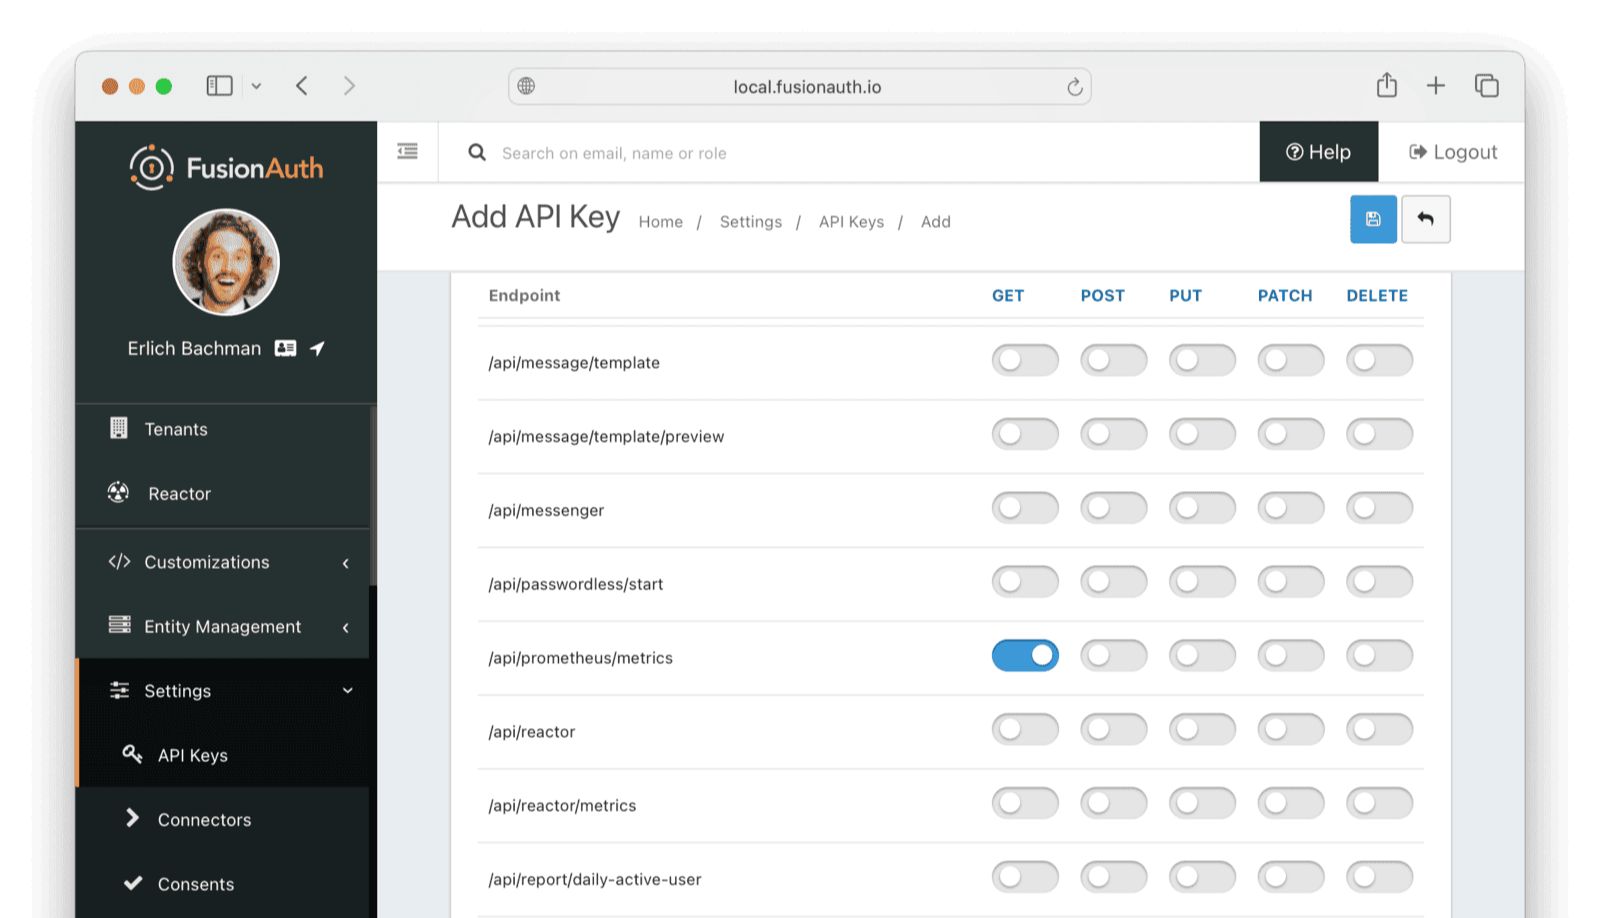 local.fusionauth.io
FusionAuth
Search on email, name or role
Help
Logout
Add API Key
Home / Settings / API Keys / Add
Erlich Bachman
Tenants
Reactor
Customizations
Entity Management
Settings
API Keys
Connectors
Consents
Endpoint GET POST PUT PATCH DELETE
/api/message/template
/api/message/template/preview
/api/messenger
/api/passwordless/start
/api/prometheus/metrics
/api/reactor
/api/reactor/metrics
/api/report/daily-active-user